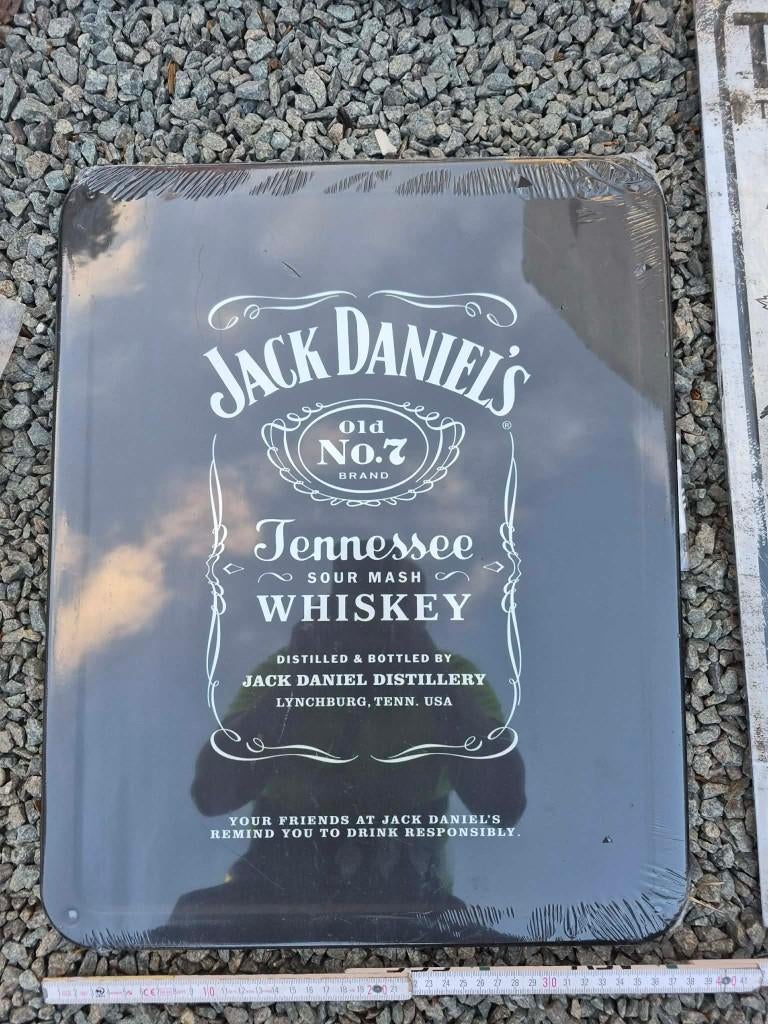 JACK DANIEL'S
®
Old
No.7
BRAND
Tennessee
SOUR MASH
WHISKEY
DISTILLED & BOTTLED BY
JACK DANIEL DISTILLERY
LYNCHBURG, TENN. USA
YOUR FRIENDS AT JACK DANIEL'S
REMIND YOU TO DRINK RESPONSIBLY.